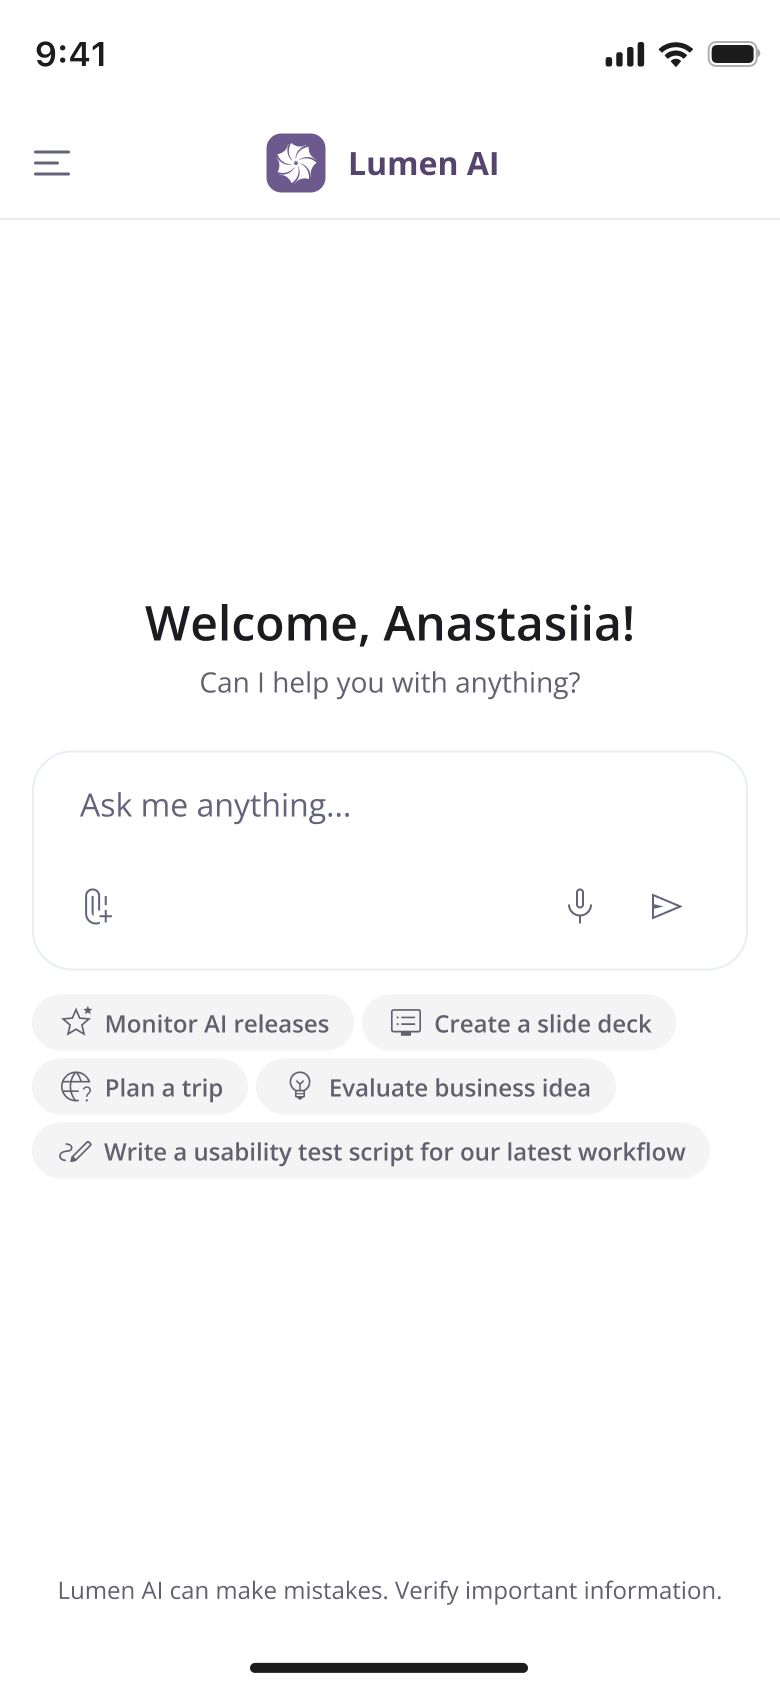 9:41
Lumen AI
Welcome, Anastasiia!
Can I help you with anything?
Ask me anything...
Monitor AI releases
Create a slide deck
Plan a trip
Evaluate business idea
Write a usability test script for our latest workflow
Lumen AI can make mistakes. Verify important information.